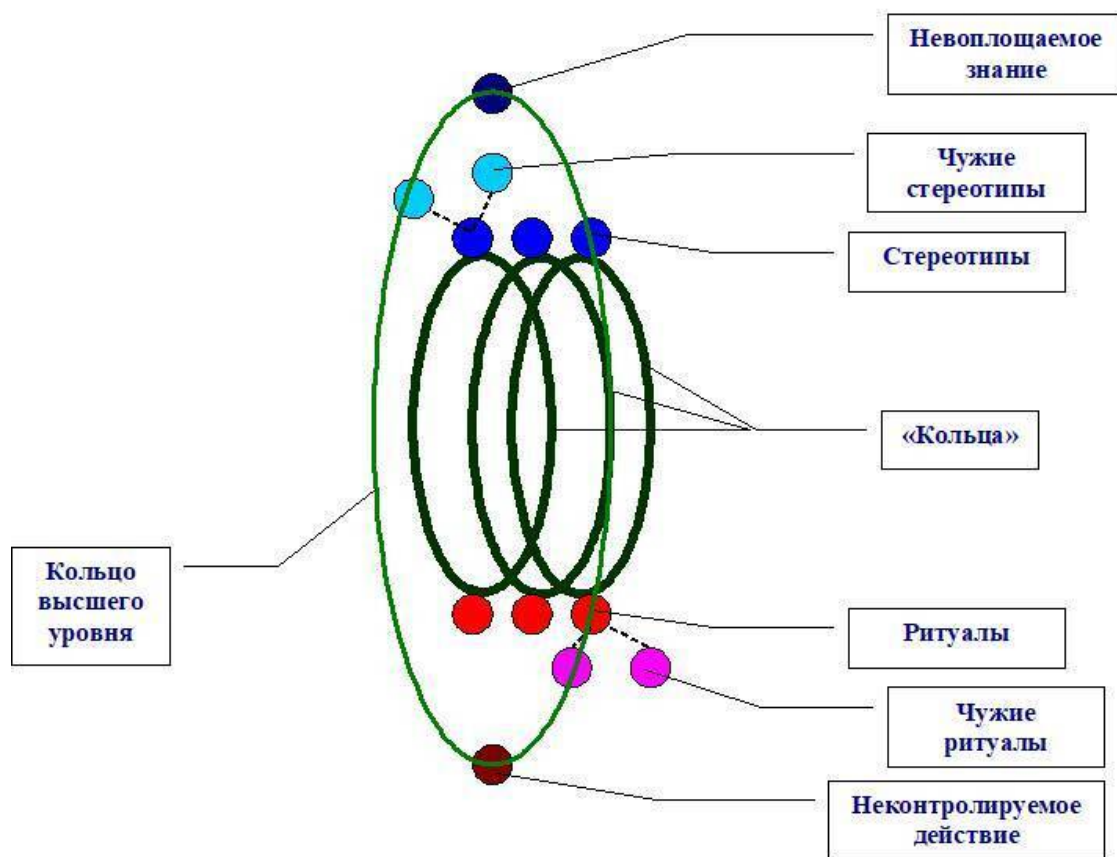 Невоплощаемое
знание
Чужие
стереотипы
Стереотипы
«Кольца»
Кольцо
высшего
уровня
Ритуалы
Чужие
ритуалы
Неконтролируемое
действие